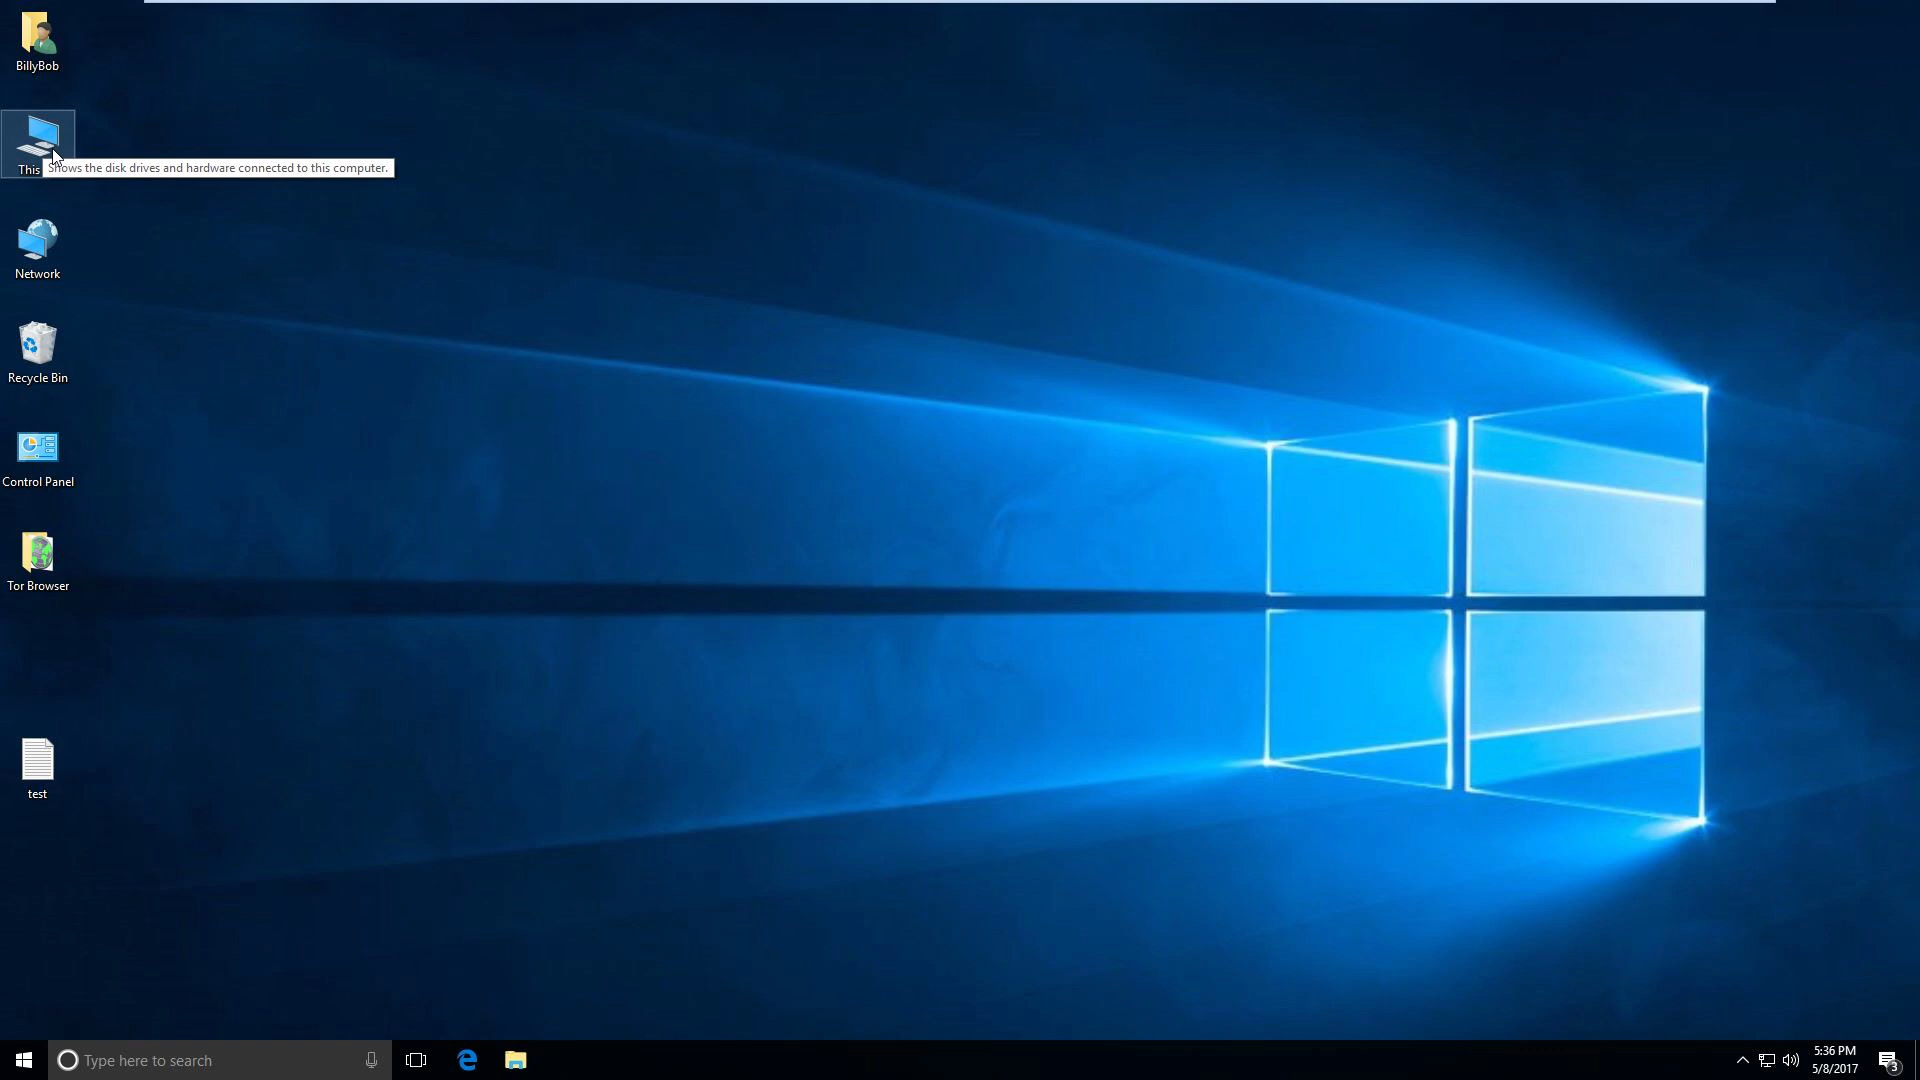 BillyBob
This
Shows the disk drives and hardware connected to this computer.
Network
Recycle Bin
Control Panel
Tor Browser
test
Type here to search
5:36 PM
5/8/2017
3